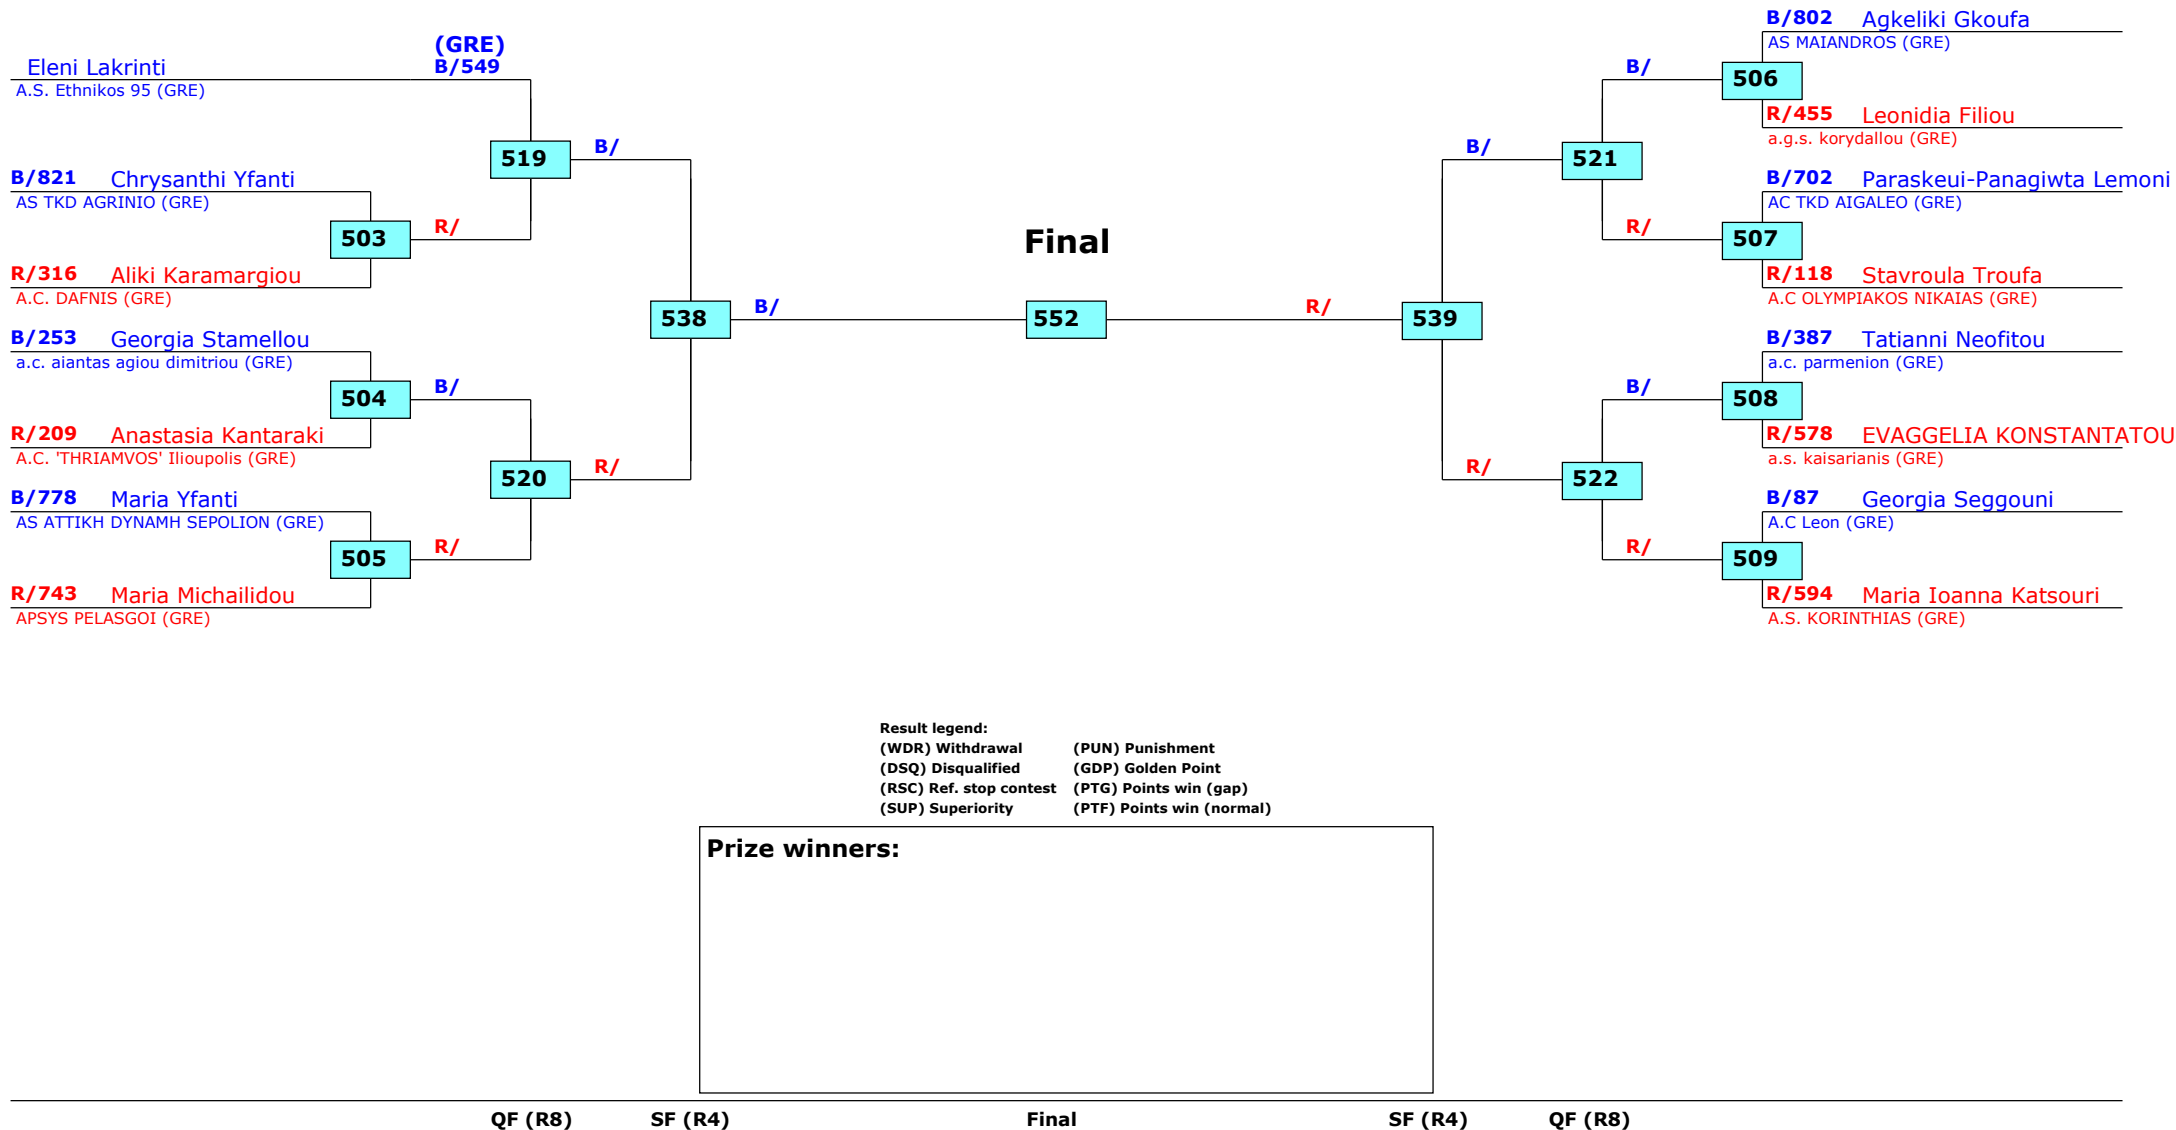 (GRE)
Eleni Lakrinti B/549
A.S. Ethnikos 95 (GRE)
519
B/
B/821 Chrysanthi Yfanti
AS TKD AGRINIO (GRE)
503
R/
R/316 Aliki Karamargiou
A.C. DAFNIS (GRE)
538
B/
B/253 Georgia Stamellou
a.c. aiantas agiou dimitriou (GRE)
504
B/
R/209 Anastasia Kantaraki
A.C. 'THRIAMVOS' Ilioupolis (GRE)
520
R/
B/778 Maria Yfanti
AS ATTIKH DYNAMH SEPOLION (GRE)
505
R/
R/743 Maria Michailidou
APSYS PELASGOI (GRE)
Final
552
B/802 Agkeliki Gkoufa
AS MAIANDROS (GRE)
B/
506
R/455 Leonidia Filiou
a.g.s. korydallou (GRE)
B/
521
B/702 Paraskeui-Panagiwta Lemoni
AC TKD AIGALEO (GRE)
R/
507
R/118 Stavroula Troufa
A.C OLYMPIAKOS NIKAIAS (GRE)
R/
539
B/387 Tatianni Neofitou
a.c. parmenion (GRE)
B/
508
R/578 EVAGGELIA KONSTANTATOU
a.s. kaisarianis (GRE)
R/
522
B/87 Georgia Seggouni
A.C Leon (GRE)
R/
509
R/594 Maria Ioanna Katsouri
A.S. KORINTHIAS (GRE)
Result legend:
(WDR) Withdrawal (PUN) Punishment
(DSQ) Disqualified (GDP) Golden Point
(RSC) Ref. stop contest (PTG) Points win (gap)
(SUP) Superiority (PTF) Points win (normal)
Prize winners:
QF (R8) SF (R4) Final SF (R4) QF (R8)